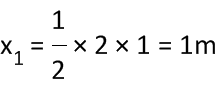 x₁ = 1/2 × 2 × 1 = 1m